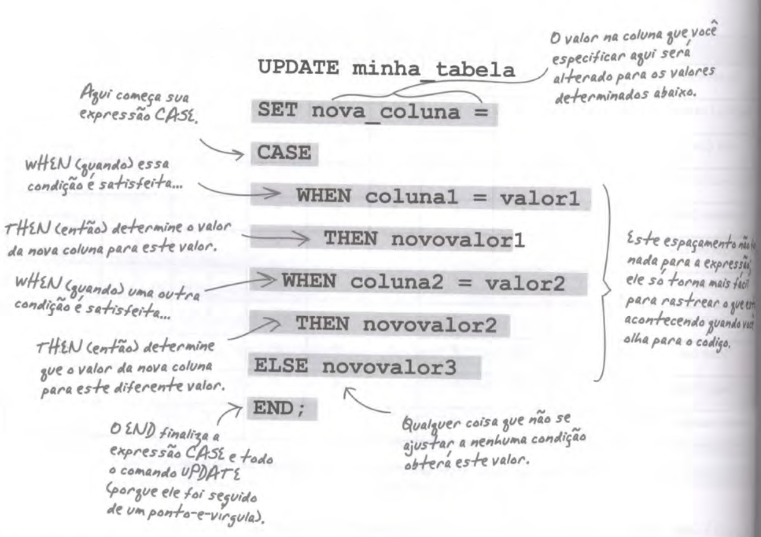 O valor na coluna que você
especificar aqui será
alterado para os valores
determinados abaixo.
UPDATE minha_tabela
Aqui começa sua
expressão CASE.
SET nova_coluna =
CASE
WHEN (quando) essa
condição é satisfeita...
WHEN coluna1 = valor1
THEN (então) determine o valor
da nova coluna para este valor.
THEN novovalor1
WHEN (quando) uma outra
condição é satisfeita...
WHEN coluna2 = valor2
THEN (então) determine
que o valor da nova coluna
para este diferente valor.
THEN novovalor2
ELSE novovalor3
Este espaçamento
nada para a expressão
ele só torna mais fácil
para rastrear o que
acontecendo quando você
olha para o código.
END;
O END finaliza a
expressão CASE e todo
o comando UPDATE
(porque ele foi seguido
de um ponto-e-vírgula).
Qualquer coisa que não se
ajustar a nenhuma condição
obterá este valor.